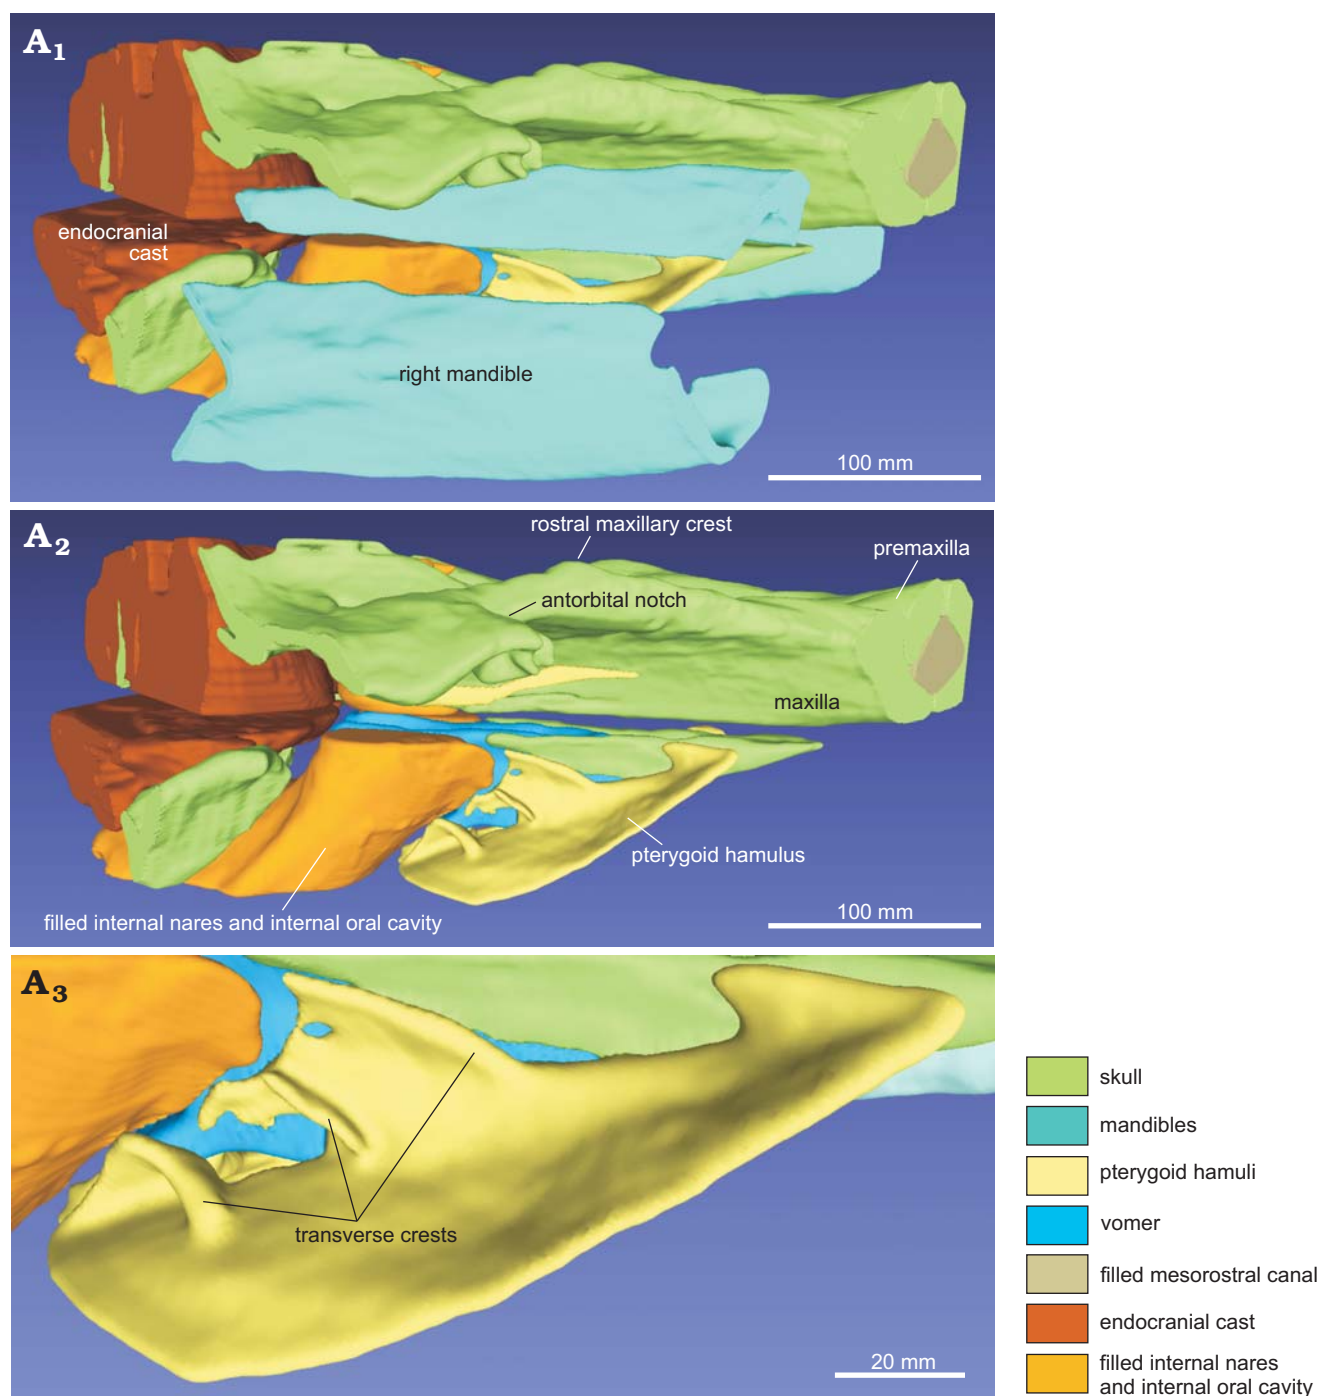 A1
endocranial
cast
right mandible
100 mm
A2
rostral maxillary crest
premaxilla
antorbital notch
maxilla
pterygoid hamulus
filled internal nares and internal oral cavity
100 mm
A3
transverse crests
20 mm
skull
mandibles
pterygoid hamuli
vomer
filled mesorostral canal
endocranial cast
filled internal nares
and internal oral cavity